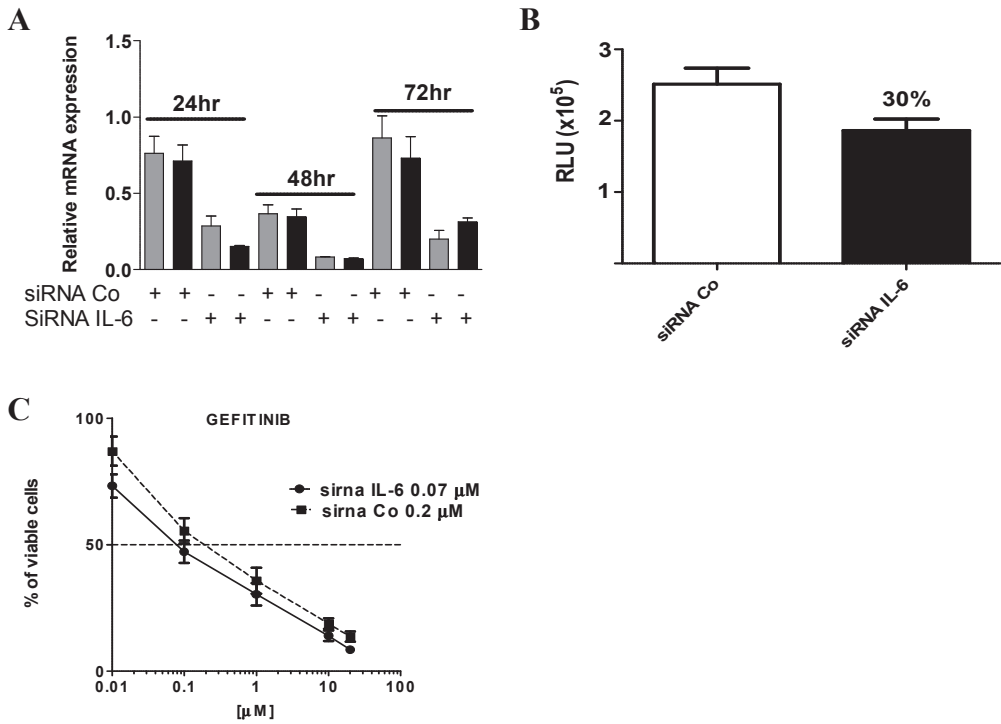 A
Relative mRNA expression
1.5
1.0
0.5
0.0
24hr
48hr
72hr
siRNA Co + + - - + + - - + + - -
SiRNA IL-6 - - + + - - + + - - + +
B
RLU (x10⁵)
3
2
1
30%
siRNA Co
siRNA IL-6
C
GEFITINIB
% of viable cells
100
50
0
sirna IL-6 0.07 µM
sirna Co 0.2 µM
0.01 0.1 1 10 100
[µM]